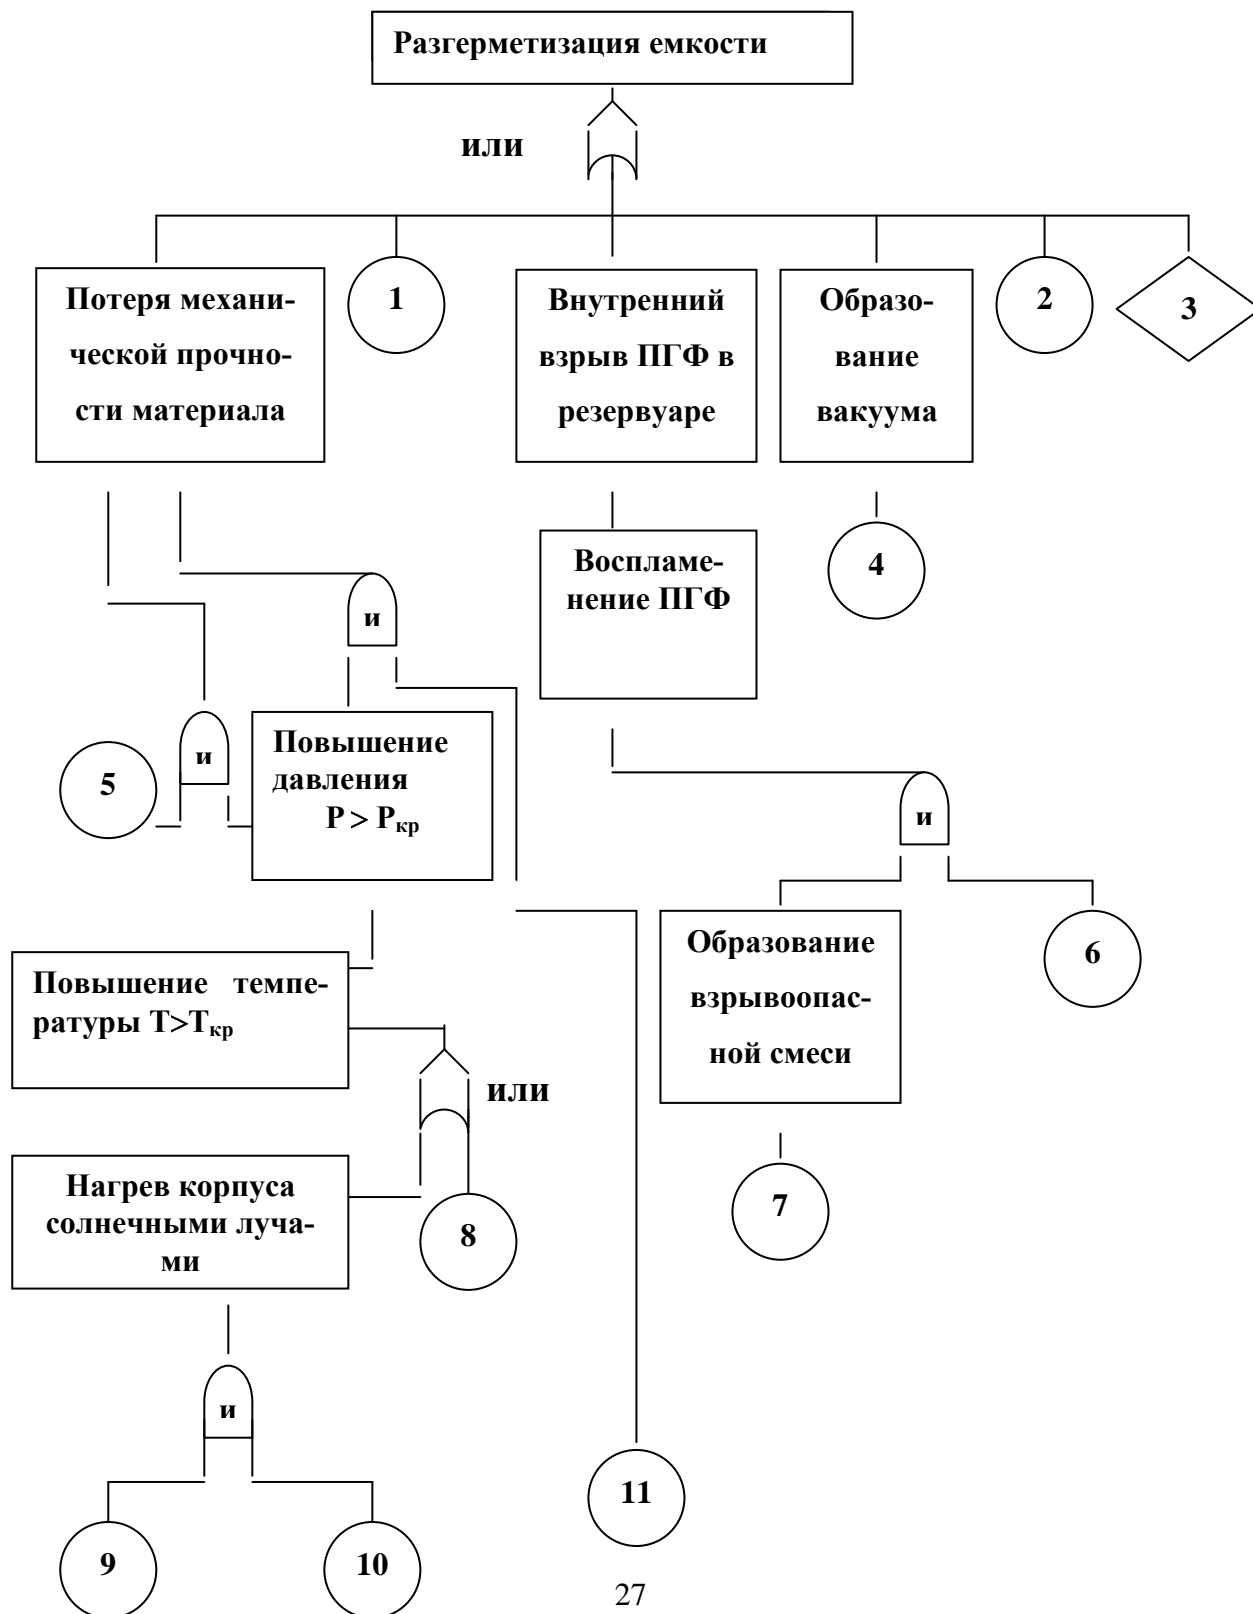 Разгерметизация емкости
или
Потеря механи-
ческой прочно-
сти материала
1
Внутренний
взрыв ПГФ в
резервуаре
Образо-
вание
вакуума
2
3
Воспламе-
нение ПГФ
4
и
5
и
Повышение
давления
P > Pкр
и
Повышение темпе-
ратуры T>Tкр
Образование
взрывоопас-
ной смеси
6
или
Нагрев корпуса
солнечными луча-
ми
8
7
и
11
9
10
27